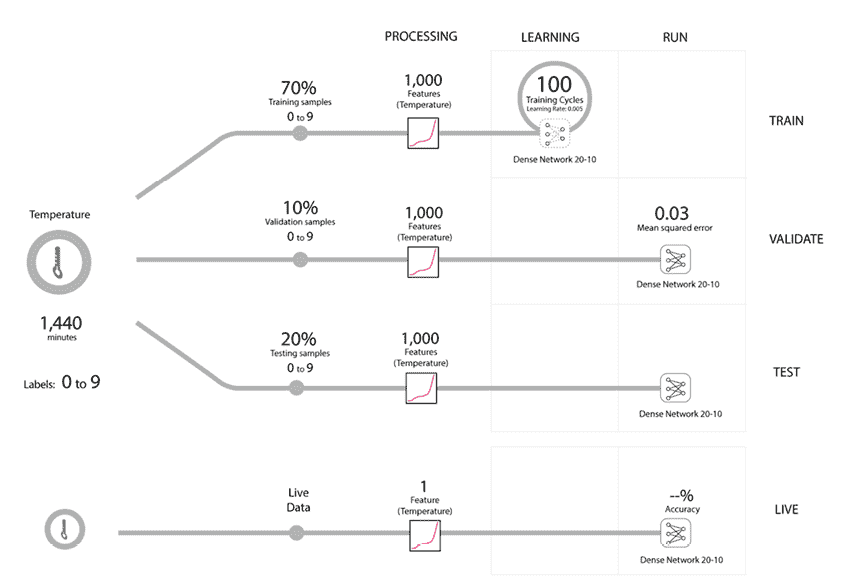 PROCESSING
LEARNING
RUN
70%
Training samples
0 to 9
1,000
Features
(Temperature)
100
Training Cycles
Learning Rate: 0.005
Dense Network 20-10
TRAIN
Temperature
1,440
minutes
Labels: 0 to 9
10%
Validation samples
0 to 9
1,000
Features
(Temperature)
0.03
Mean squared error
Dense Network 20-10
VALIDATE
20%
Testing samples
0 to 9
1,000
Features
(Temperature)
Dense Network 20-10
TEST
Live
Data
1
Feature
(Temperature)
--%
Accuracy
Dense Network 20-10
LIVE